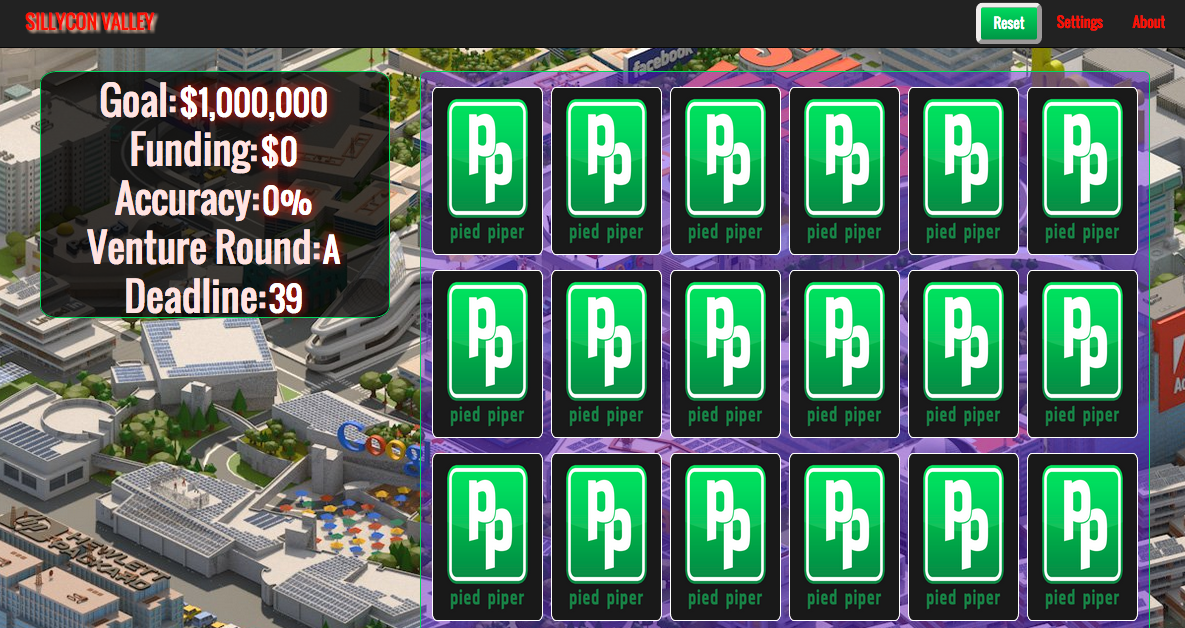 SILLYCON VALLEY
Reset Settings About
Goal: $1,000,000
Funding: $0
Accuracy: 0%
Venture Round: A
Deadline: 39
facebook
Pp Pp Pp Pp Pp Pp
pied piper pied piper pied piper pied piper pied piper pied piper
Pp Pp Pp Pp Pp Pp
pied piper pied piper pied piper pied piper pied piper pied piper
Pp Pp Pp Pp Pp Pp
pied piper pied piper pied piper pied piper pied piper pied piper
Goog
HEWLETT
PACKARD